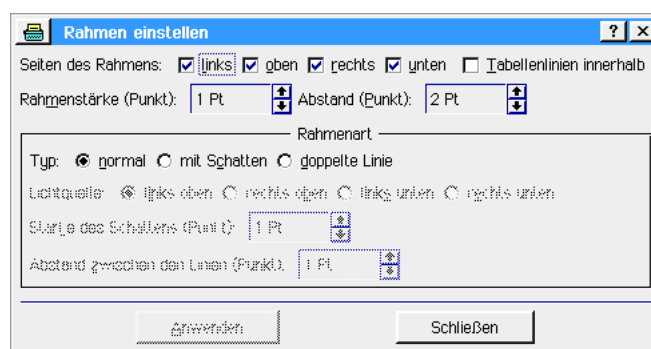 Rahmen einstellen
Seiten des Rahmens: links oben rechts unten Tabellenlinien innerhalb
Rahmenstärke (Punkt): 1 Pt Abstand (Punkt): 2 Pt
Rahmenart
Typ: normal mit Schatten doppelte Linie
Lichtquelle: links oben rechts oben links unten rechts unten
Stärke des Schattens (Punkt): 1 Pt
Abstand zwischen den Linien (Punkt): 1 Pt
Anwenden Schließen